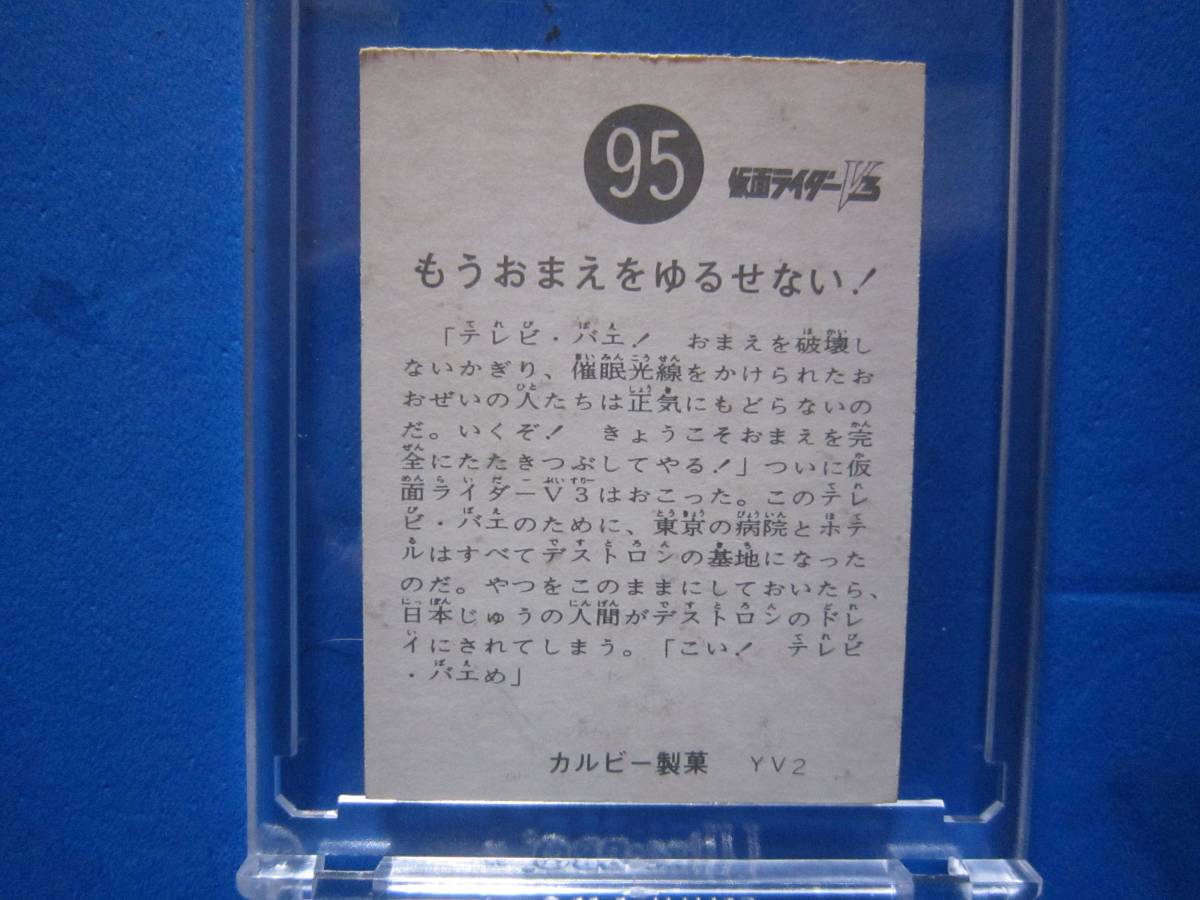 95
仮面ライダーV3
もうおまえをゆるせない!
「テレビ・バエ! おまえを破壊し
ないかぎり、催眠光線をかけられたお
おぜいの人たちは正気にもどらないの
だ。いくぞ! きょうこそおまえを完
全にたたきつぶしてやる!」ついに仮
面ライダーV3はおこった。このテレ
ビ・バエのために、東京の病院とホテ
ルはすべてデストロンの基地になった
のだ。やつをこのままにしておいたら、
日本じゅうの人間がデストロンのドレ
イにされてしまう。「こい! テレビ
・バエめ」
カルビー製菓 YV2